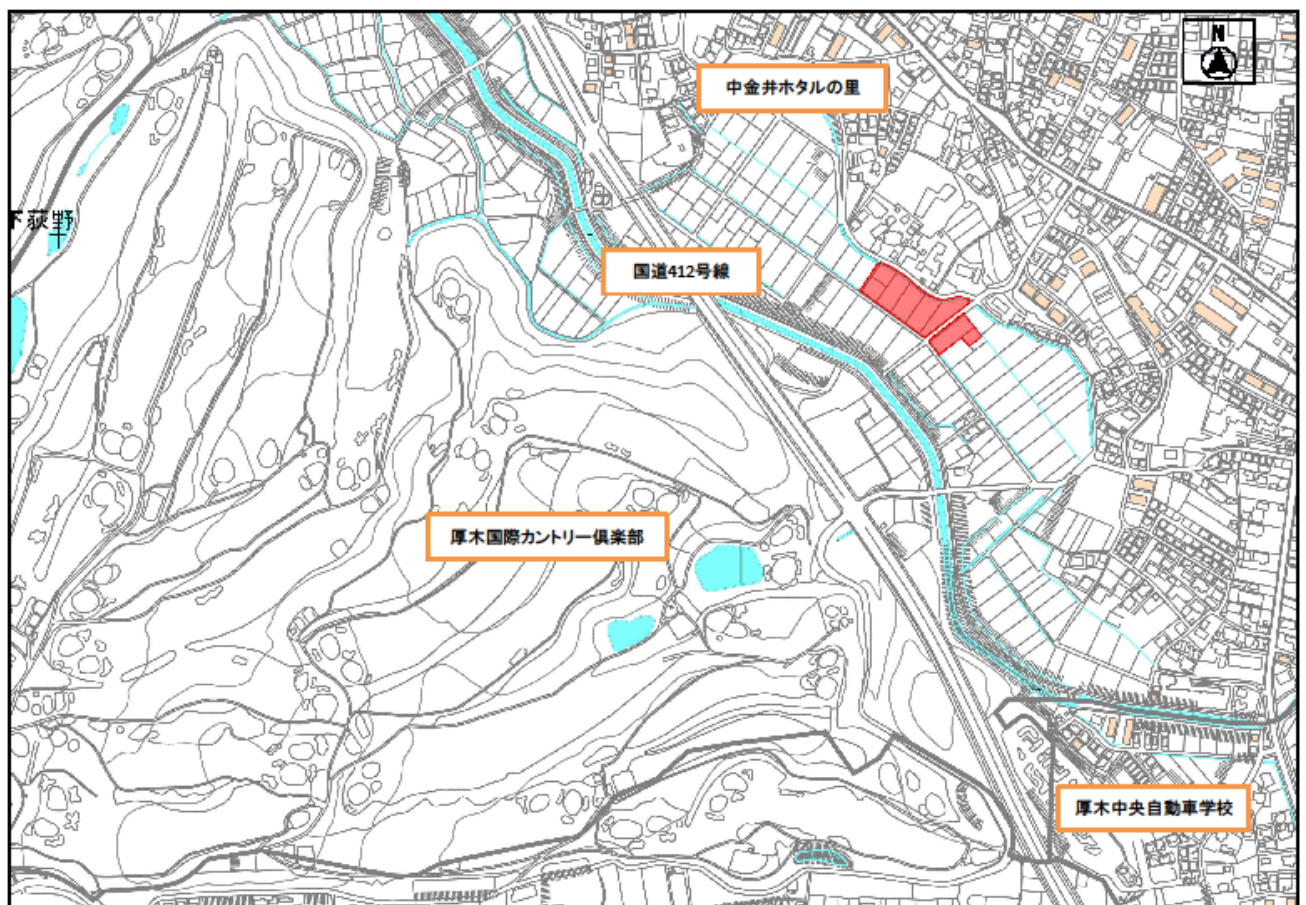 N
中金井ホタルの里
下荻野
国道412号線
厚木国際カントリー倶楽部
厚木中央自動車学校